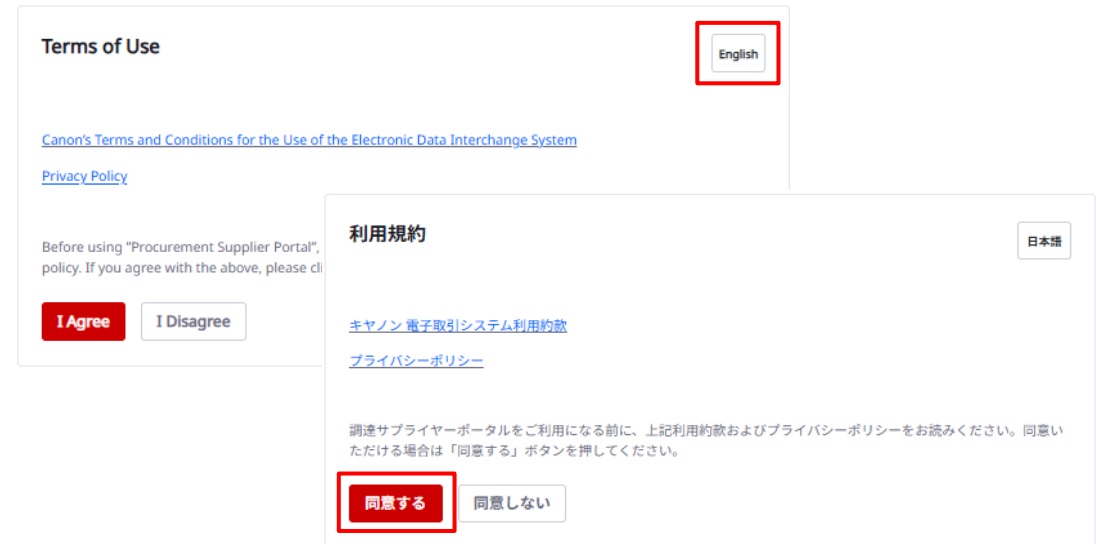 Terms of Use
English
Canon's Terms and Conditions for the Use of the Electronic Data Interchange System
Privacy Policy
Before using "Procurement Supplier Portal",
policy. If you agree with the above, please
I Agree
I Disagree
利用規約
日本語
キヤノン 電子取引システム利用約款
プライバシーポリシー
調達サプライヤーポータルをご利用になる前に、上記利用約款およびプライバシーポリシーをお読みください。同意い
ただける場合は「同意する」ボタンを押してください。
同意する
同意しない